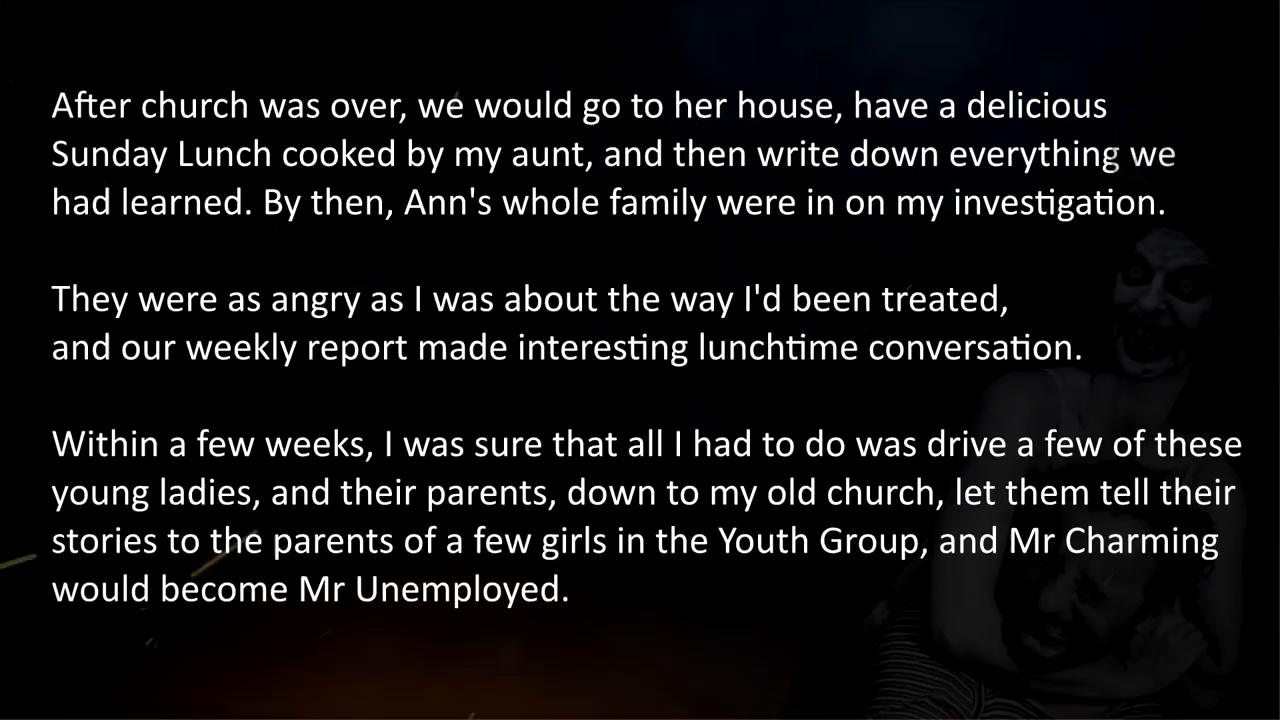 After church was over, we would go to her house, have a delicious
Sunday Lunch cooked by my aunt, and then write down everything we
had learned. By then, Ann's whole family were in on my investigation.
They were as angry as I was about the way I'd been treated,
and our weekly report made interesting lunchtime conversation.
Within a few weeks, I was sure that all I had to do was drive a few of these
young ladies, and their parents, down to my old church, let them tell their
stories to the parents of a few girls in the Youth Group, and Mr Charming
would become Mr Unemployed.